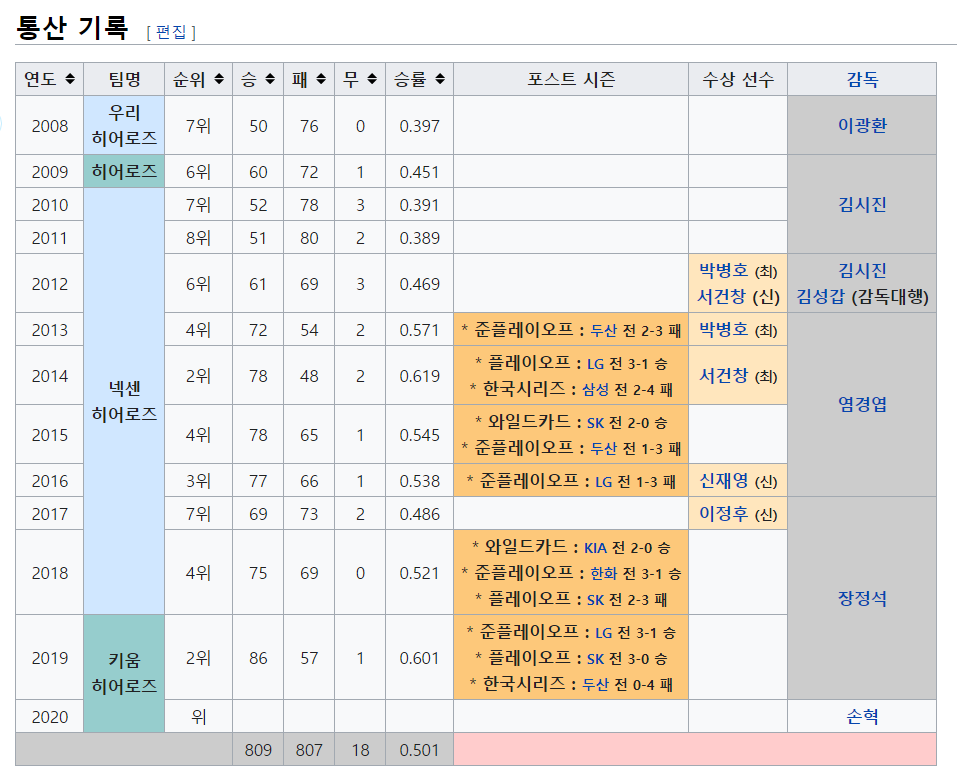 통산 기록 [ 편집 ]
연도 팀명 순위 승 패 무 승률 포스트 시즌 수상 선수 감독
2008 우리 히어로즈 7위 50 76 0 0.397 이광환
2009 히어로즈 6위 60 72 1 0.451 김시진
2010 넥센 히어로즈 7위 52 78 3 0.391
2011 8위 51 80 2 0.389
2012 6위 61 69 3 0.469 박병호 (최) 서건창 (신) 김시진 김성갑 (감독대행)
2013 4위 72 54 2 0.571 * 준플레이오프 : 두산 전 2-3 패 박병호 (최) 염경엽
2014 2위 78 48 2 0.619 * 플레이오프 : LG 전 3-1 승 * 한국시리즈 : 삼성 전 2-4 패 서건창 (최)
2015 4위 78 65 1 0.545 * 와일드카드 : SK 전 2-0 승 * 준플레이오프 : 두산 전 1-3 패
2016 3위 77 66 1 0.538 * 준플레이오프 : LG 전 1-3 패 신재영 (신)
2017 7위 69 73 2 0.486 이정후 (신) 장정석
2018 4위 75 69 0 0.521 * 와일드카드 : KIA 전 2-0 승 * 준플레이오프 : 한화 전 3-1 승 * 플레이오프 : SK 전 2-3 패
2019 키움 히어로즈 2위 86 57 1 0.601 * 준플레이오프 : LG 전 3-1 승 * 플레이오프 : SK 전 3-0 승 * 한국시리즈 : 두산 전 0-4 패
2020 위 손혁
809 807 18 0.501